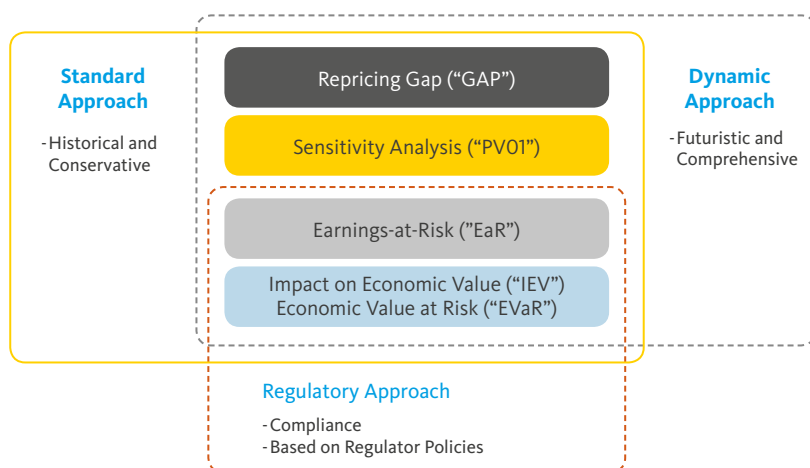 Standard
Approach
- Historical and
Conservative
Repricing Gap (“GAP”)
Sensitivity Analysis (“PV01”)
Earnings-at-Risk (”EaR”)
Impact on Economic Value (“IEV”)
Economic Value at Risk (“EVaR”)
Dynamic
Approach
- Futuristic and
Comprehensive
Regulatory Approach
- Compliance
- Based on Regulator Policies